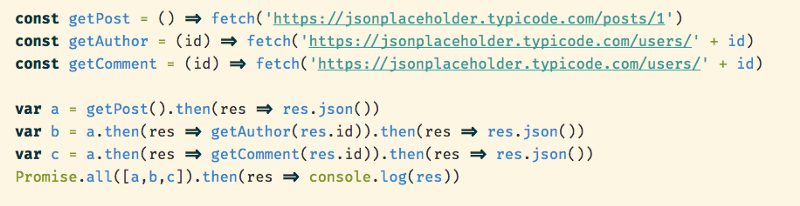 const getPost = () => fetch('https://jsonplaceholder.typicode.com/posts/1')
const getAuthor = (id) => fetch('https://jsonplaceholder.typicode.com/users/' + id)
const getComment = (id) => fetch('https://jsonplaceholder.typicode.com/users/' + id)
var a = getPost().then(res => res.json())
var b = a.then(res => getAuthor(res.id)).then(res => res.json())
var c = a.then(res => getComment(res.id)).then(res => res.json())
Promise.all([a,b,c]).then(res => console.log(res))